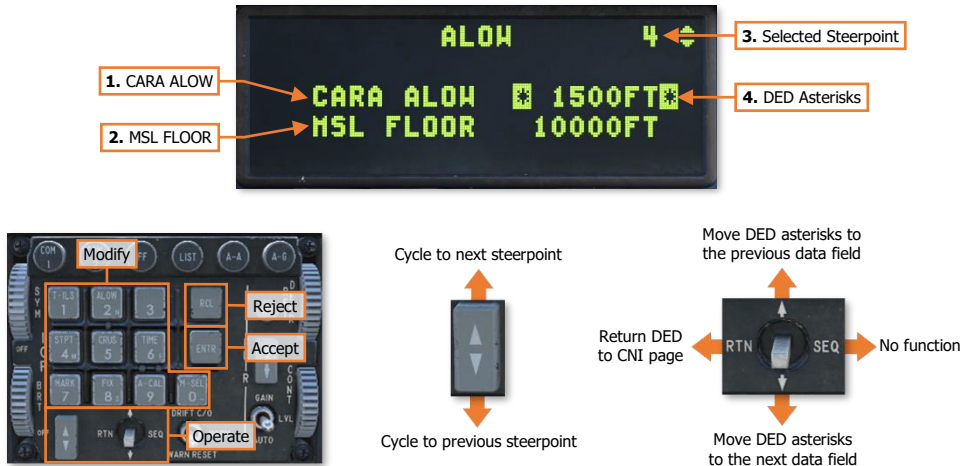 ALOW 4
3. Selected Steerpoint
1. CARA ALOW
CARA ALOW * 1500FT*
4. DED Asterisks
2. MSL FLOOR
MSL FLOOR 10000FT
COM 1
FF
LIST
A-A
A-G
Modify
T-ILS 1
ALOW 2 N
3
RCL
Reject
SYM
STPT 4 W
CRUS 5
TIME 6 E
ENTR
Accept
OFF
MARK 7
FIX 8 S
A-CAL 9
M-SEL 0
BRT
CONT
GAIN
LVL
AUTO
DRIFT C/O
OFF
RTN
SEQ
Operate
WARN RESET
Cycle to next steerpoint
Cycle to previous steerpoint
Move DED asterisks to
the previous data field
Return DED
to CNI page
RTN
SEQ
No function
Move DED asterisks
to the next data field